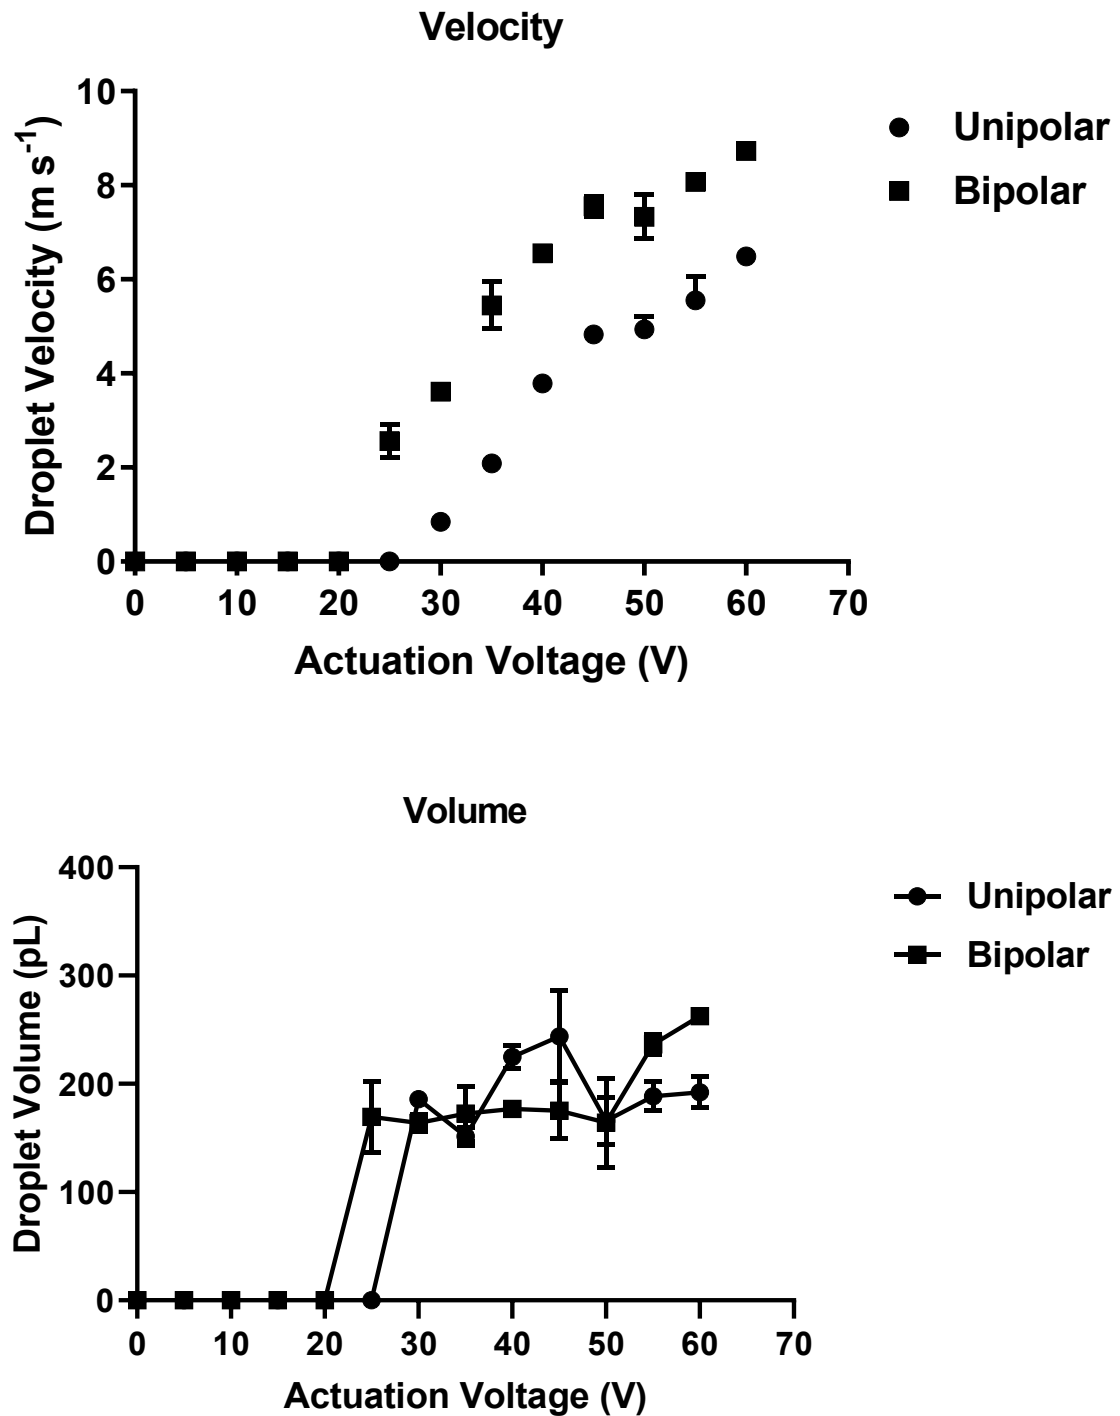 Velocity
10
8
6
4
2
0
Droplet Velocity (m s-1)
0 10 20 30 40 50 60 70
Actuation Voltage (V)
Unipolar
Bipolar
Volume
400
300
200
100
0
Droplet Volume (pL)
0 10 20 30 40 50 60 70
Actuation Voltage (V)
Unipolar
Bipolar